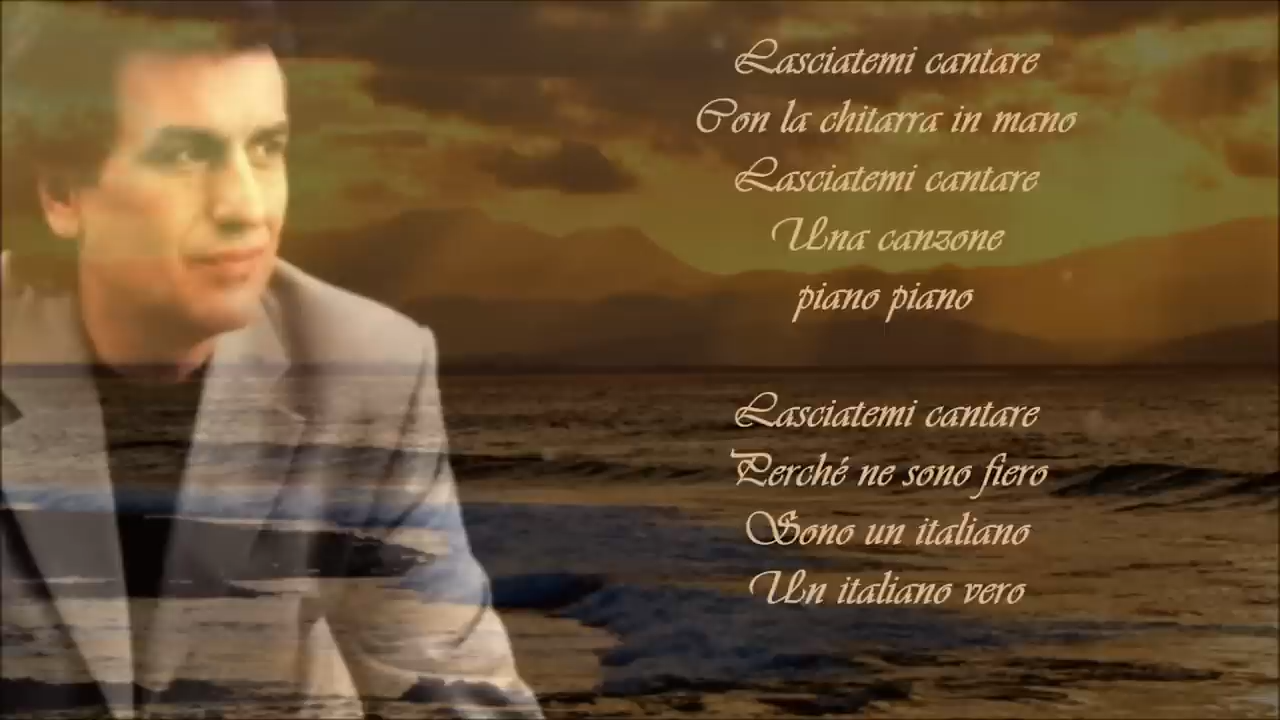 Lasciatemi cantare
Con la chitarra in mano
Lasciatemi cantare
Una canzone
piano piano
Lasciatemi cantare
Perché ne sono fiero
Sono un italiano
Un italiano vero